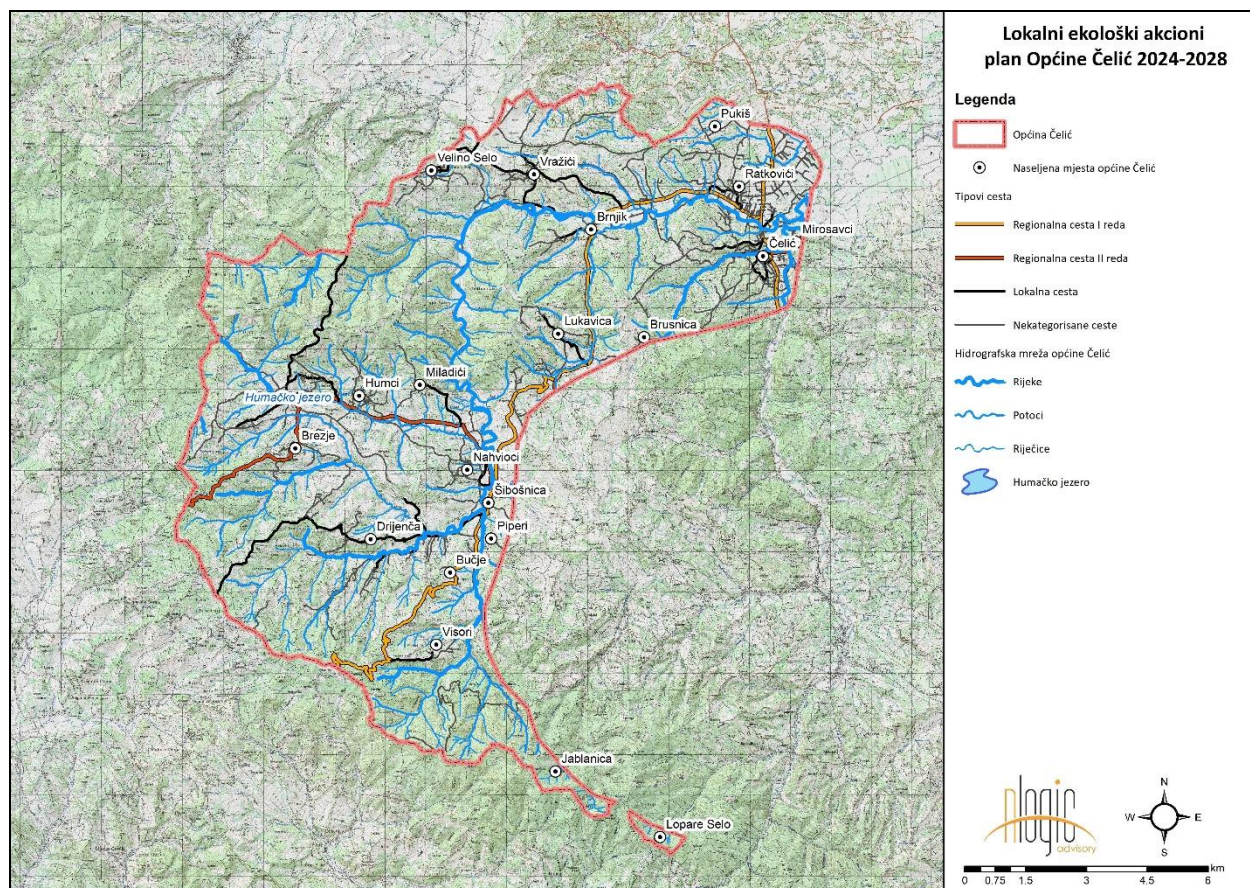 Lokalni ekološki akcioni
plan Općine Čelić 2024-2028
Legenda
Općina Čelić
Naseljena mjesta općine Čelić
Tipovi cesta
Regionalna cesta I reda
Regionalna cesta II reda
Lokalna cesta
Nekategorisane ceste
Hidrografska mreža općine Čelić
Rijeke
Potoci
Riječice
Humačko jezero
Pukiš
Velino Selo
Vražići
Ratkovići
Brnjik
Mirosavci
Čelić
Lukavica
Brusnica
Miladići
Humci
Humačko jezero
Brezje
Nahvioci
Šibošnica
Drijenča
Piperi
Bučje
Visori
Jablanica
Lopare Selo
nlogic
advisory
N
W
E
S
km
0 0.75 1.5 3 4.5 6